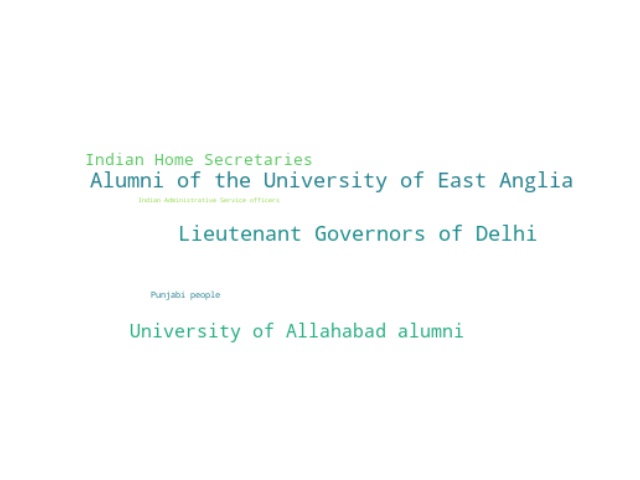 Indian Home Secretaries
Alumni of the University of East Anglia
Indian Administrative Service officers
Lieutenant Governors of Delhi
Punjabi people
University of Allahabad alumni